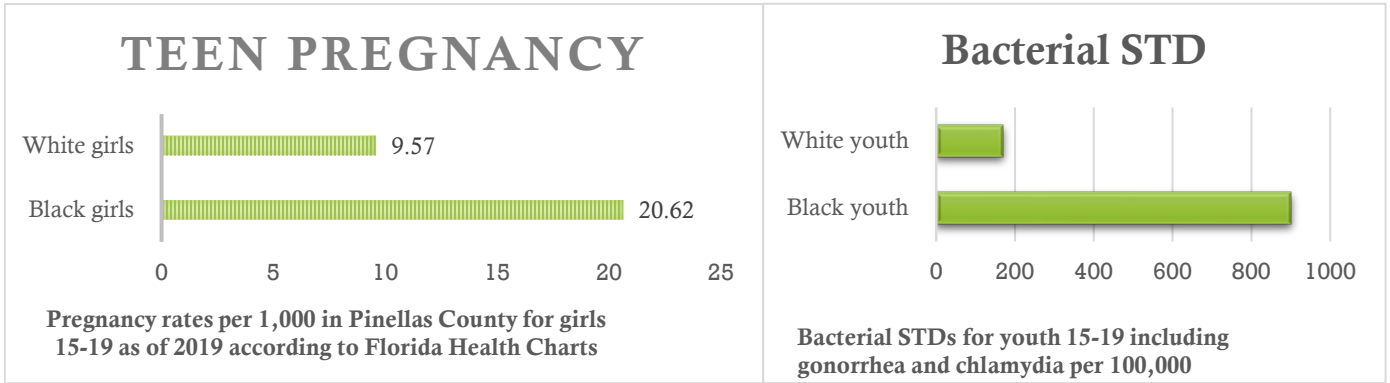 TEEN PREGNANCY
White girls
9.57
Black girls
20.62
0 5 10 15 20 25
Pregnancy rates per 1,000 in Pinellas County for girls
15-19 as of 2019 according to Florida Health Charts
Bacterial STD
White youth
Black youth
0 200 400 600 800 1000
Bacterial STDs for youth 15-19 including
gonorrhea and chlamydia per 100,000